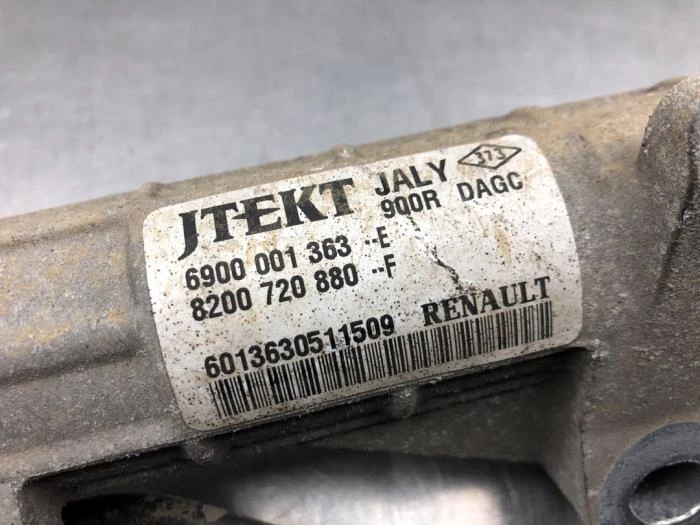 JTEKT JALY 373
900R DAGC
6900 001 363 --E
8200 720 880 --F
6013630511509 RENAULT